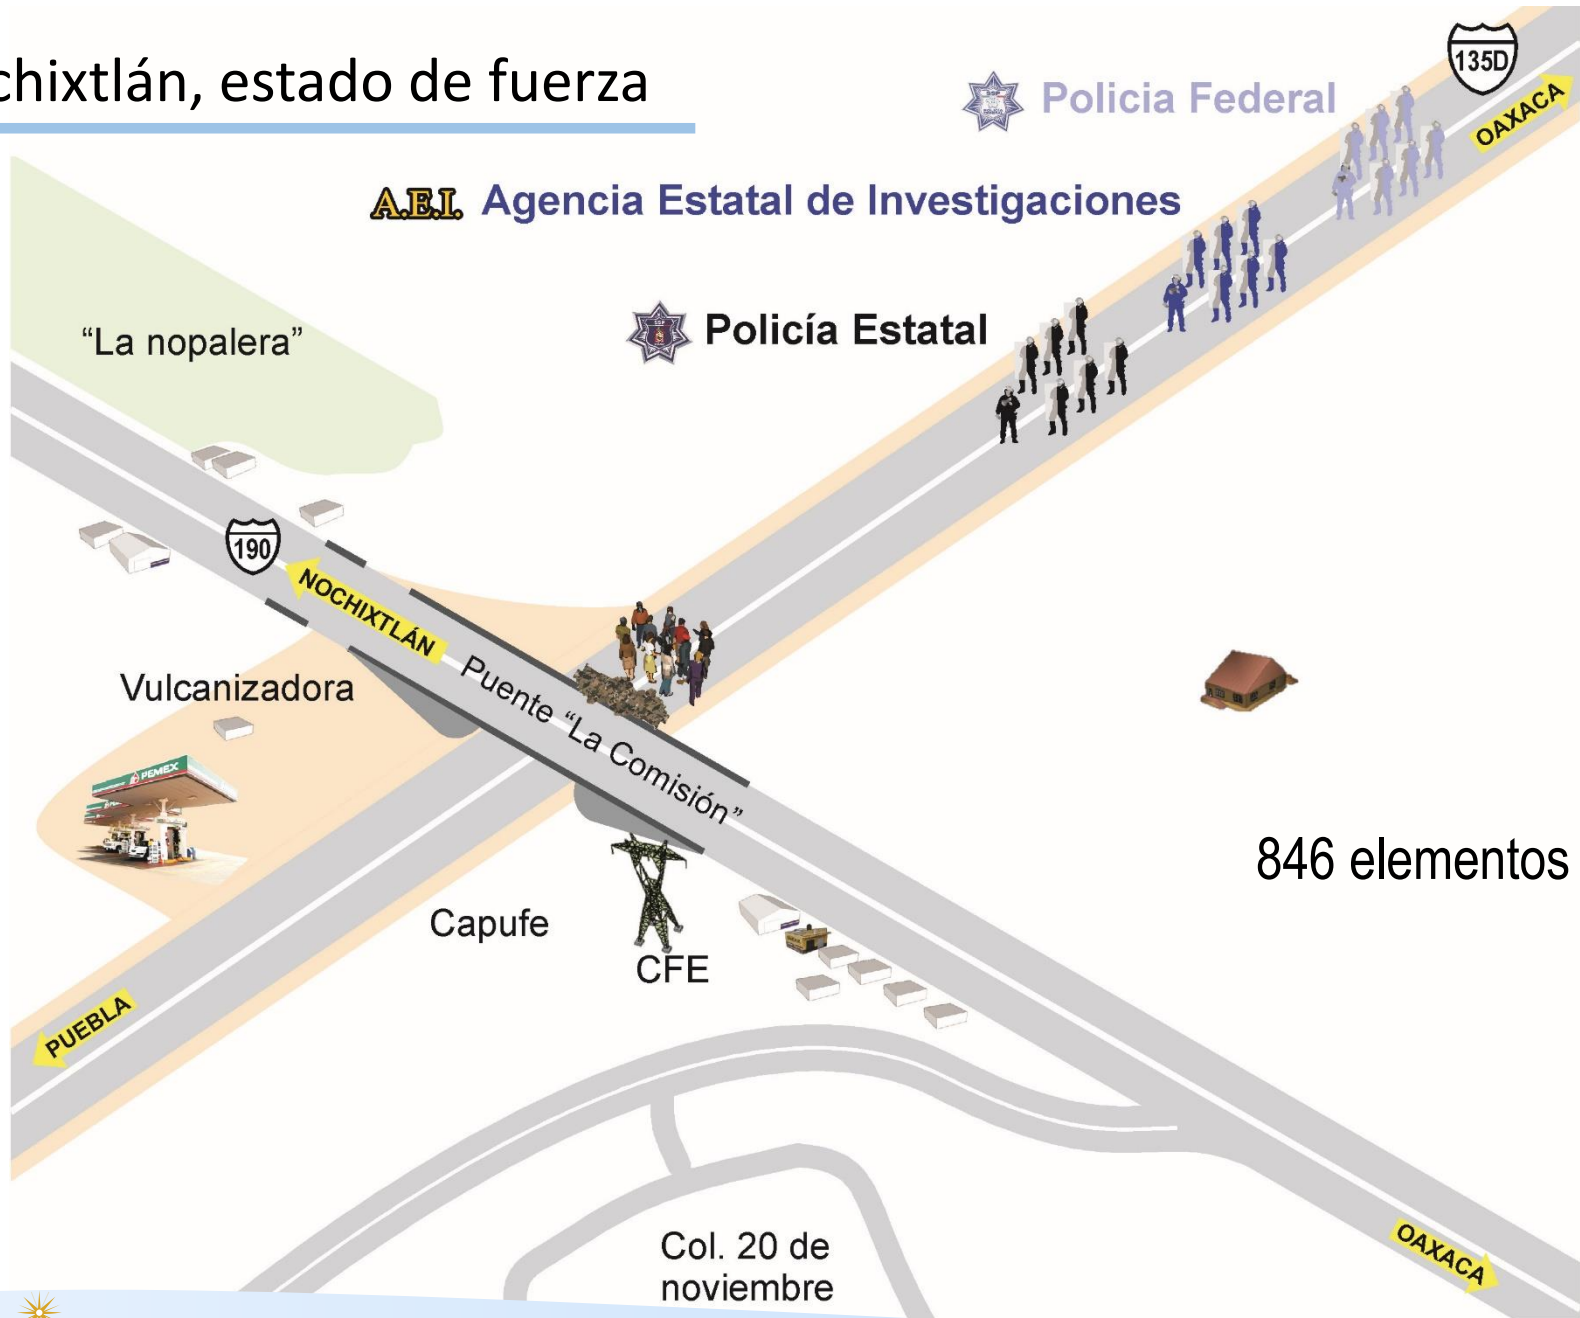 chixtlán, estado de fuerza
135D
OAXACA
Policia Federal
A.E.I. Agencia Estatal de Investigaciones
Policía Estatal
“La nopalera”
190
NOCHIXTLÁN
Puente “La Comisión”
Vulcanizadora
PEMEX
846 elementos
Capufe
CFE
PUEBLA
Col. 20 de
noviembre
OAXACA